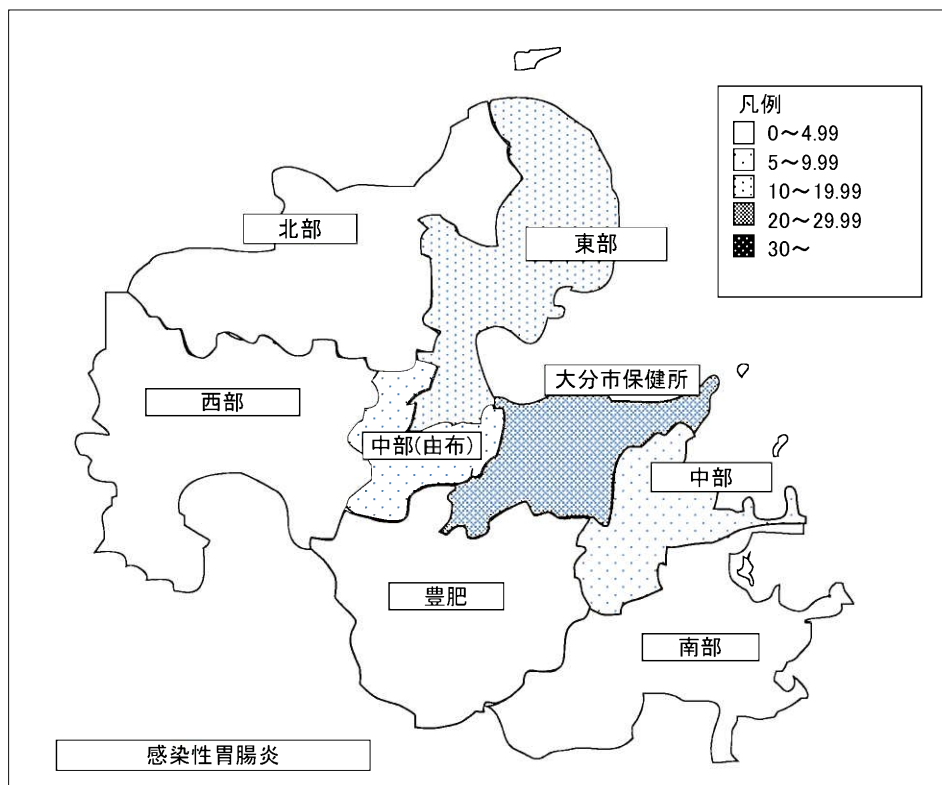 凡例
0～4.99
5～9.99
10～19.99
20～29.99
30～
北部
東部
大分市保健所
西部
中部(由布)
中部
豊肥
南部
感染性胃腸炎